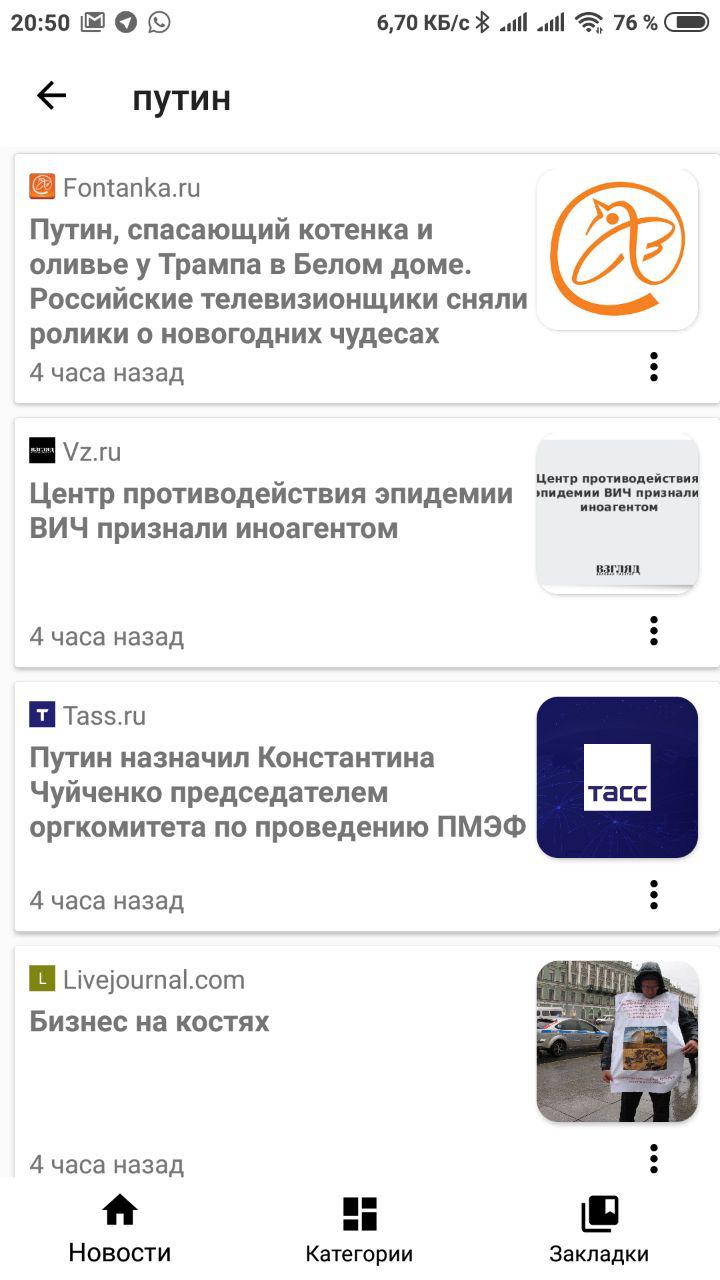 20:50 6,70 КБ/с 76 %
путин
Fontanka.ru
Путин, спасающий котенка и
оливье у Трампа в Белом доме.
Российские телевизионщики сняли
ролики о новогодних чудесах
4 часа назад
ВЗГЛЯД Vz.ru
Центр противодействия эпидемии
ВИЧ признали иноагентом
Центр противодействия
эпидемии ВИЧ признали
иноагентом
ВЗГЛЯД
4 часа назад
T Tass.ru
Путин назначил Константина
Чуйченко председателем
оргкомитета по проведению ПМЭФ
ТАСС
4 часа назад
L Livejournal.com
Бизнес на костях
4 часа назад
Новости Категории Закладки